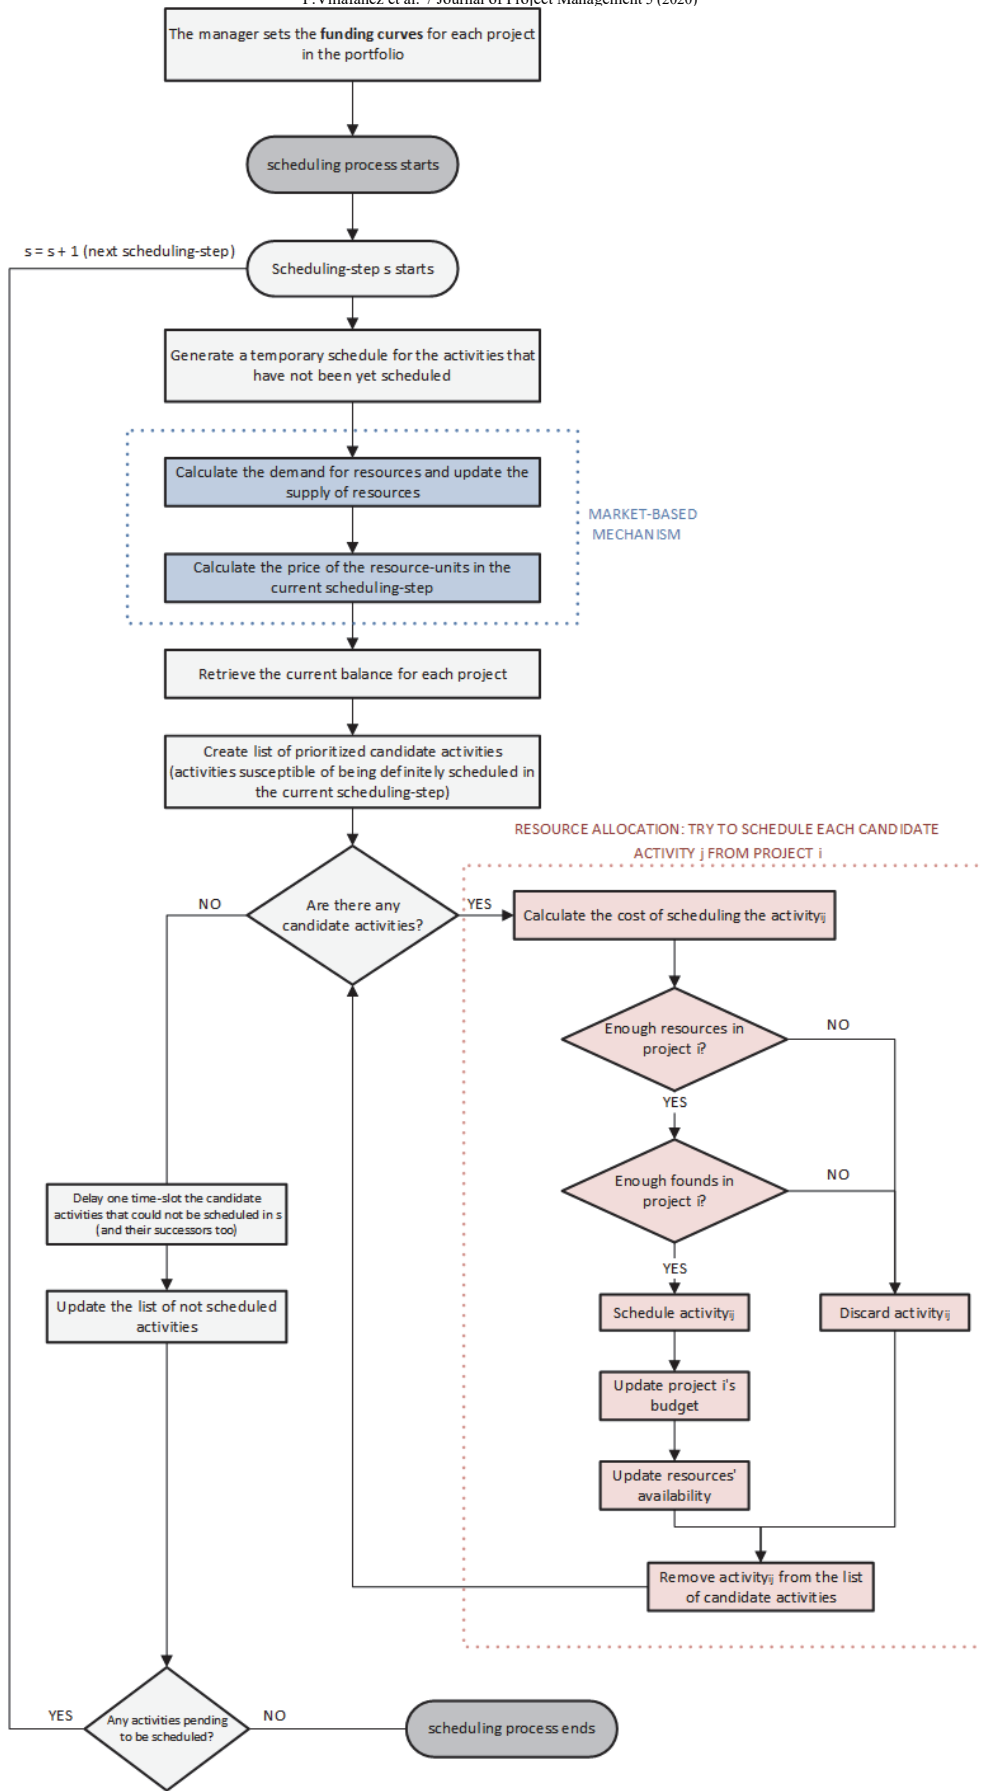 P.Villafáñez et al. / Journal of Project Management 5 (2020)
The manager sets the funding curves for each project
in the portfolio
scheduling process starts
s = s + 1 (next scheduling-step)
Scheduling-step s starts
Generate a temporary schedule for the activities that
have not been yet scheduled
Calculate the demand for resources and update the
supply of resources
MARKET-BASED
MECHANISM
Calculate the price of the resource-units in the
current scheduling-step
Retrieve the current balance for each project
Create list of prioritized candidate activities
(activities susceptible of being definitely scheduled in
the current scheduling-step)
RESOURCE ALLOCATION: TRY TO SCHEDULE EACH CANDIDATE
ACTIVITY j FROM PROJECT i
NO
Are there any
candidate activities?
YES
Calculate the cost of scheduling the activityij
Enough resources in
project i?
NO
YES
Enough founds in
project i?
NO
YES
Delay one time-slot the candidate
activities that could not be scheduled in s
(and their successors too)
Update the list of not scheduled
activities
Schedule activityij
Discard activityij
Update project i's
budget
Update resources'
availability
Remove activityij from the list
of candidate activities
YES
Any activities pending
to be scheduled?
NO
scheduling process ends